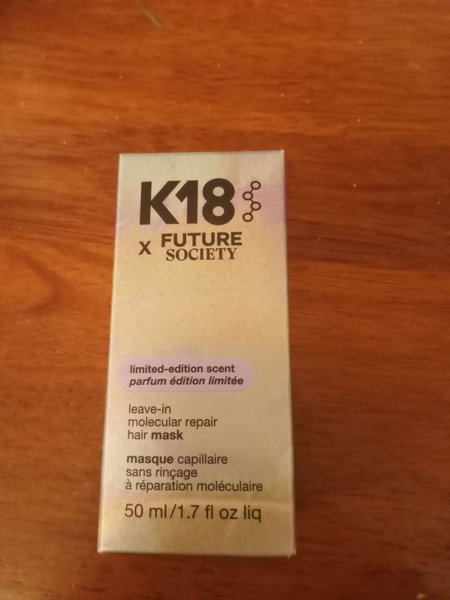 K18
x FUTURE
SOCIETY
limited-edition scent
parfum édition limitée
leave-in
molecular repair
hair mask
masque capillaire
sans rinçage
à réparation moléculaire
50 ml/1.7 fl oz liq